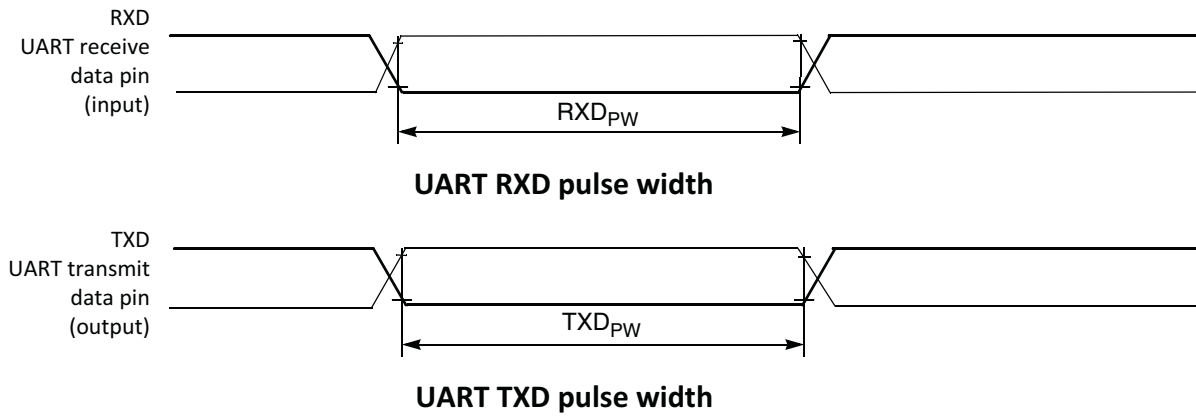 RXD
UART receive
data pin
(input)
RXDPW
UART RXD pulse width
TXD
UART transmit
data pin
(output)
TXDPW
UART TXD pulse width